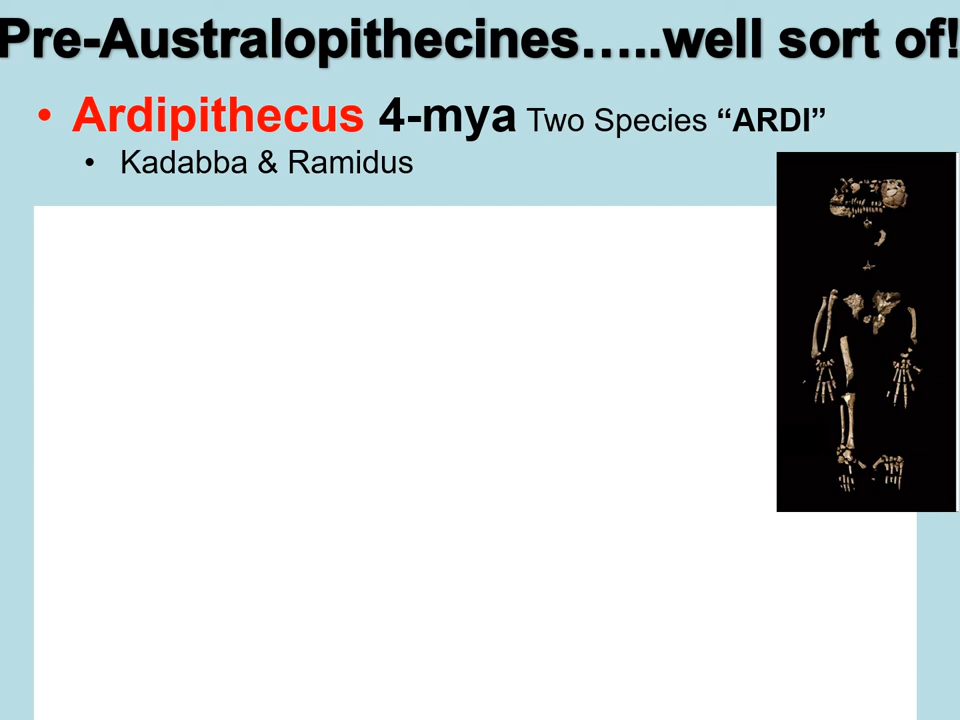 Pre-Australopithecines…..well sort of!
• Ardipithecus 4-mya Two Species “ARDI”
• Kadabba & Ramidus